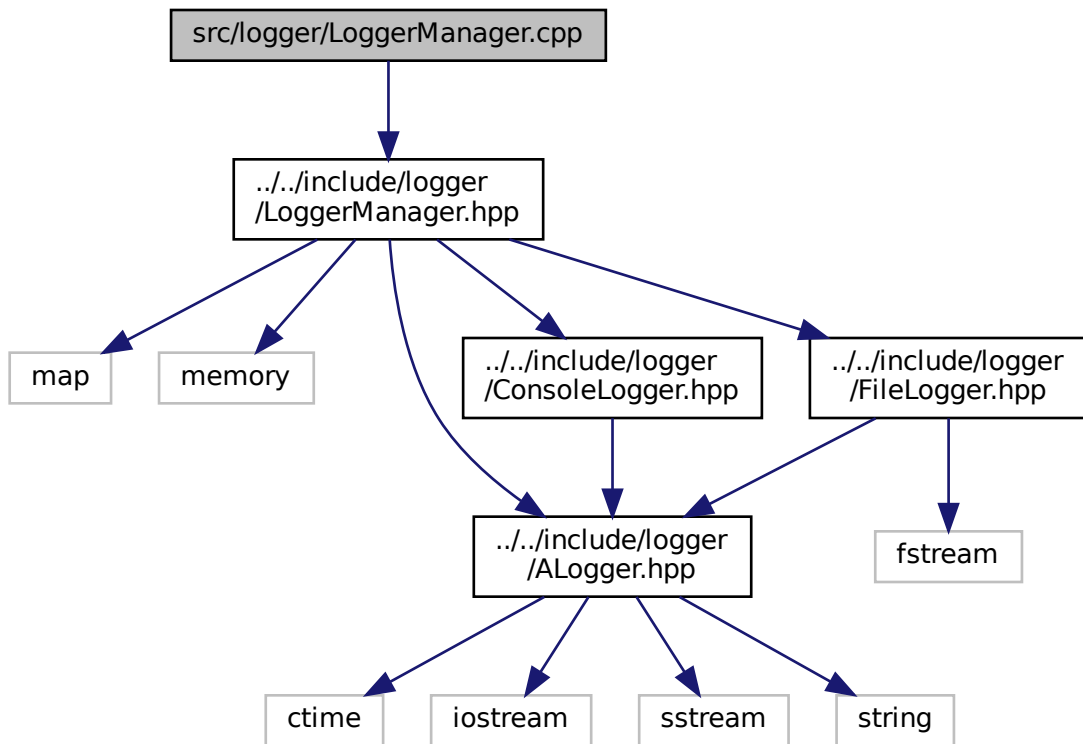 src/logger/LoggerManager.cpp
../../include/logger
/LoggerManager.hpp
map
memory
../../include/logger
/ConsoleLogger.hpp
../../include/logger
/FileLogger.hpp
../../include/logger
/ALogger.hpp
fstream
ctime
iostream
sstream
string